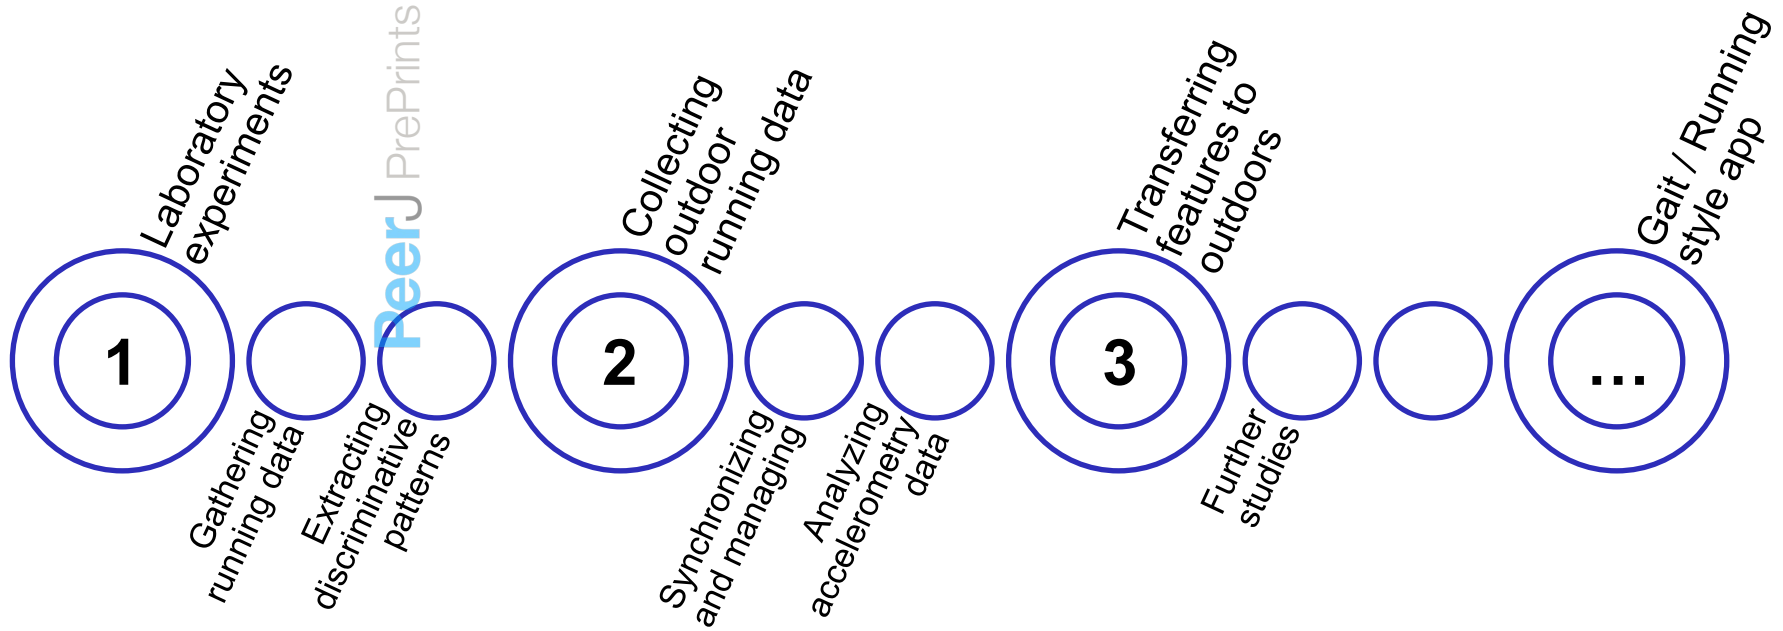 Laboratory
experiments
1
Gathering
running data
Extracting
discriminative
patterns
PeerJ PrePrints
Collecting
outdoor
running data
2
Synchronizing
and managing
Analyzing
accelerometry
data
Transferring
features to
outdoors
3
Further
studies
Gait / Running
style app
...